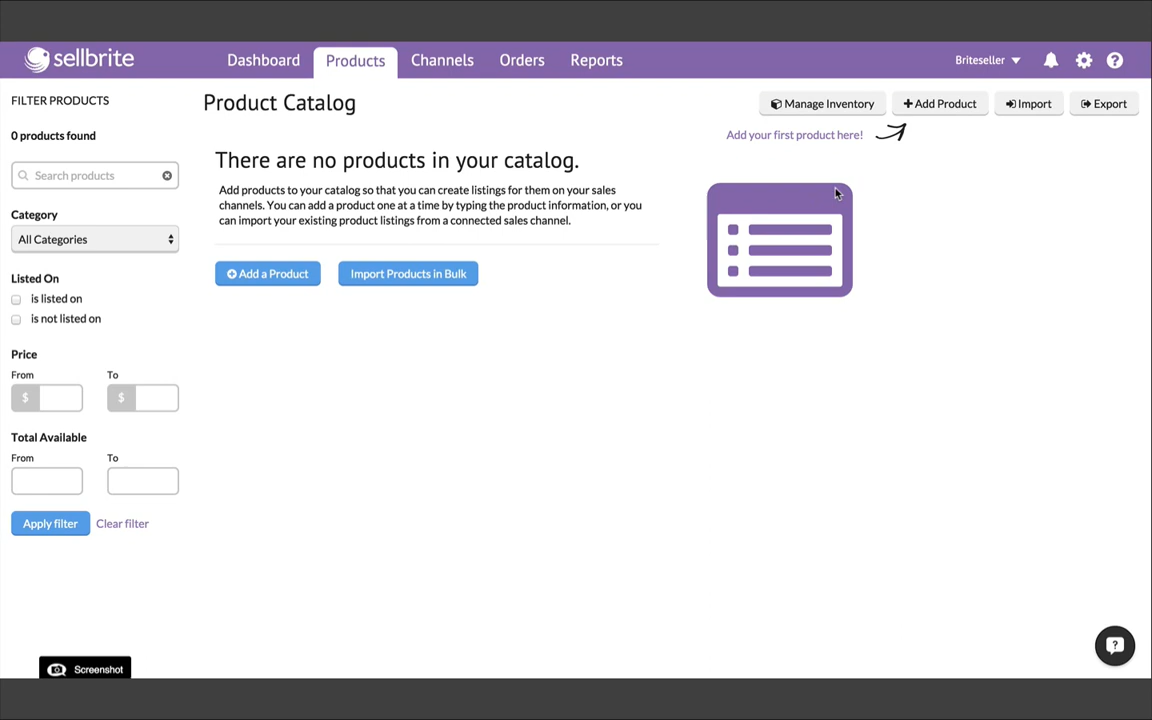 sellbrite
Dashboard
Products
Channels
Orders
Reports
Briteseller
FILTER PRODUCTS
0 products found
Search products
Category
All Categories
Listed On
is listed on
is not listed on
Price
From
To
$
$
Total Available
From
To
Apply filter
Clear filter
Product Catalog
Manage Inventory
Add Product
Import
Export
Add your first product here!
There are no products in your catalog.
Add products to your catalog so that you can create listings for them on your sales
channels. You can add a product one at a time by typing the product information, or you
can import your existing product listings from a connected sales channel.
Add a Product
Import Products in Bulk
Screenshot